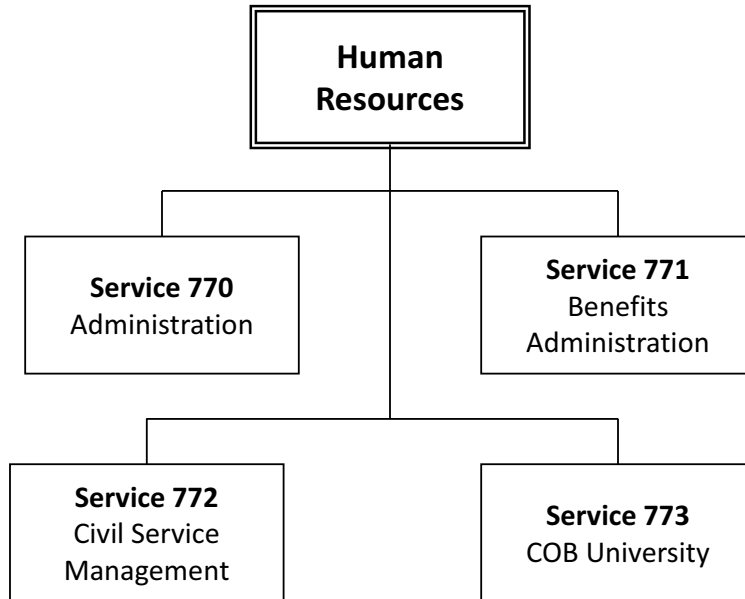 Human
Resources
Service 770
Administration
Service 771
Benefits
Administration
Service 772
Civil Service
Management
Service 773
COB University